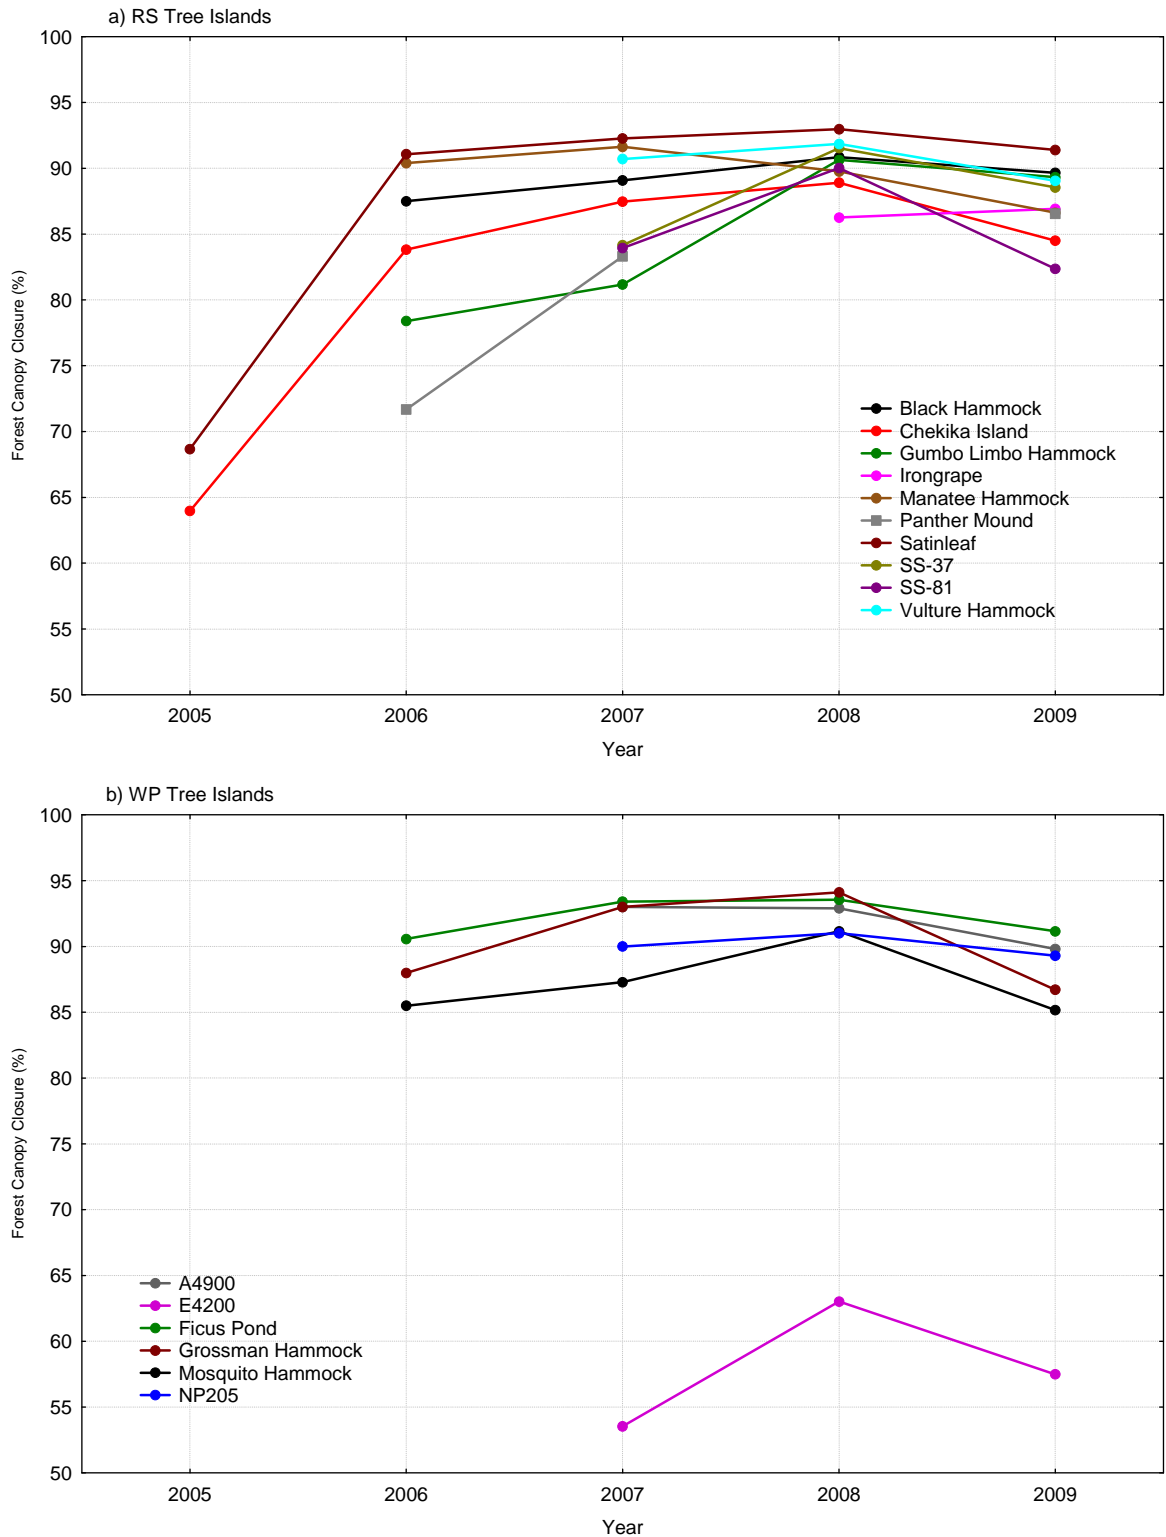 a) RS Tree Islands
100
95
90
85
80
75
70
65
60
55
50
Forest Canopy Closure (%)
Black Hammock
Chekika Island
Gumbo Limbo Hammock
Irongrape
Manatee Hammock
Panther Mound
Satinleaf
SS-37
SS-81
Vulture Hammock
2005 2006 2007 2008 2009
Year
b) WP Tree Islands
100
95
90
85
80
75
70
65
60
55
50
Forest Canopy Closure (%)
A4900
E4200
Ficus Pond
Grossman Hammock
Mosquito Hammock
NP205
2005 2006 2007 2008 2009
Year